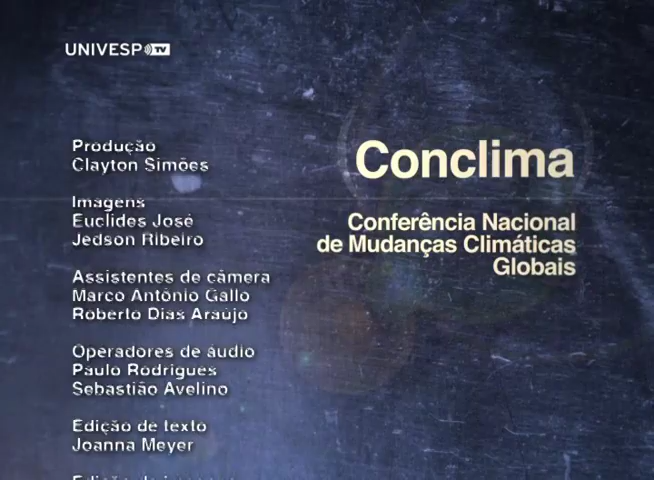 UNIVESP TV
Produção
Clayton Simões
Imagens
Euclides José
Jedson Ribeiro
Assistentes de câmera
Marco Antônio Gallo
Roberto Dias Araújo
Operadores de áudio
Paulo Rodrigues
Sebastião Avelino
Edição de texto
Joanna Meyer
Conclima
Conferência Nacional
de Mudanças Climáticas
Globais